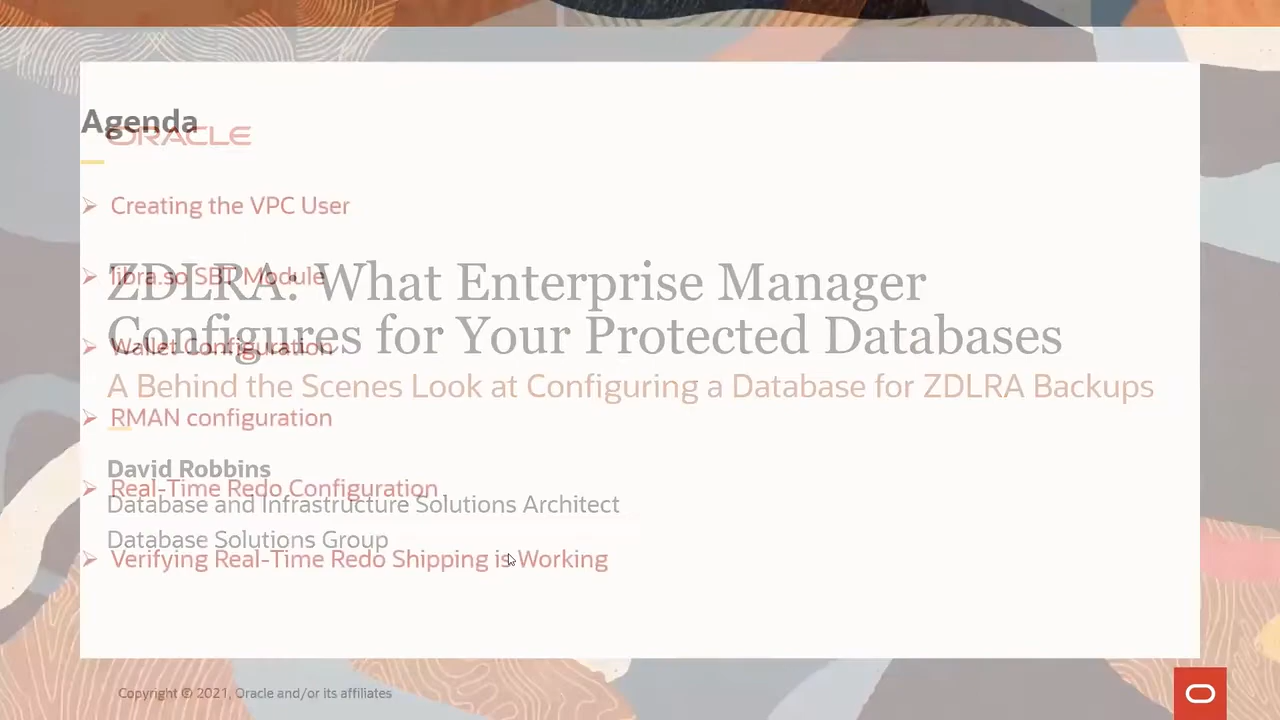 Agenda
ORACLE
➢ Creating the VPC User
➢ libra.so SBT Module
ZDLRA: What Enterprise Manager
Configures for Your Protected Databases
➢ Wallet configuration
A Behind the Scenes Look at Configuring a Database for ZDLRA Backups
➢ RMAN configuration
David Robbins
➢ Real-Time Redo Configuration
Database and Infrastructure Solutions Architect
Database Solutions Group
➢ Verifying Real-Time Redo Shipping is Working
Copyright © 2021, Oracle and/or its affiliates